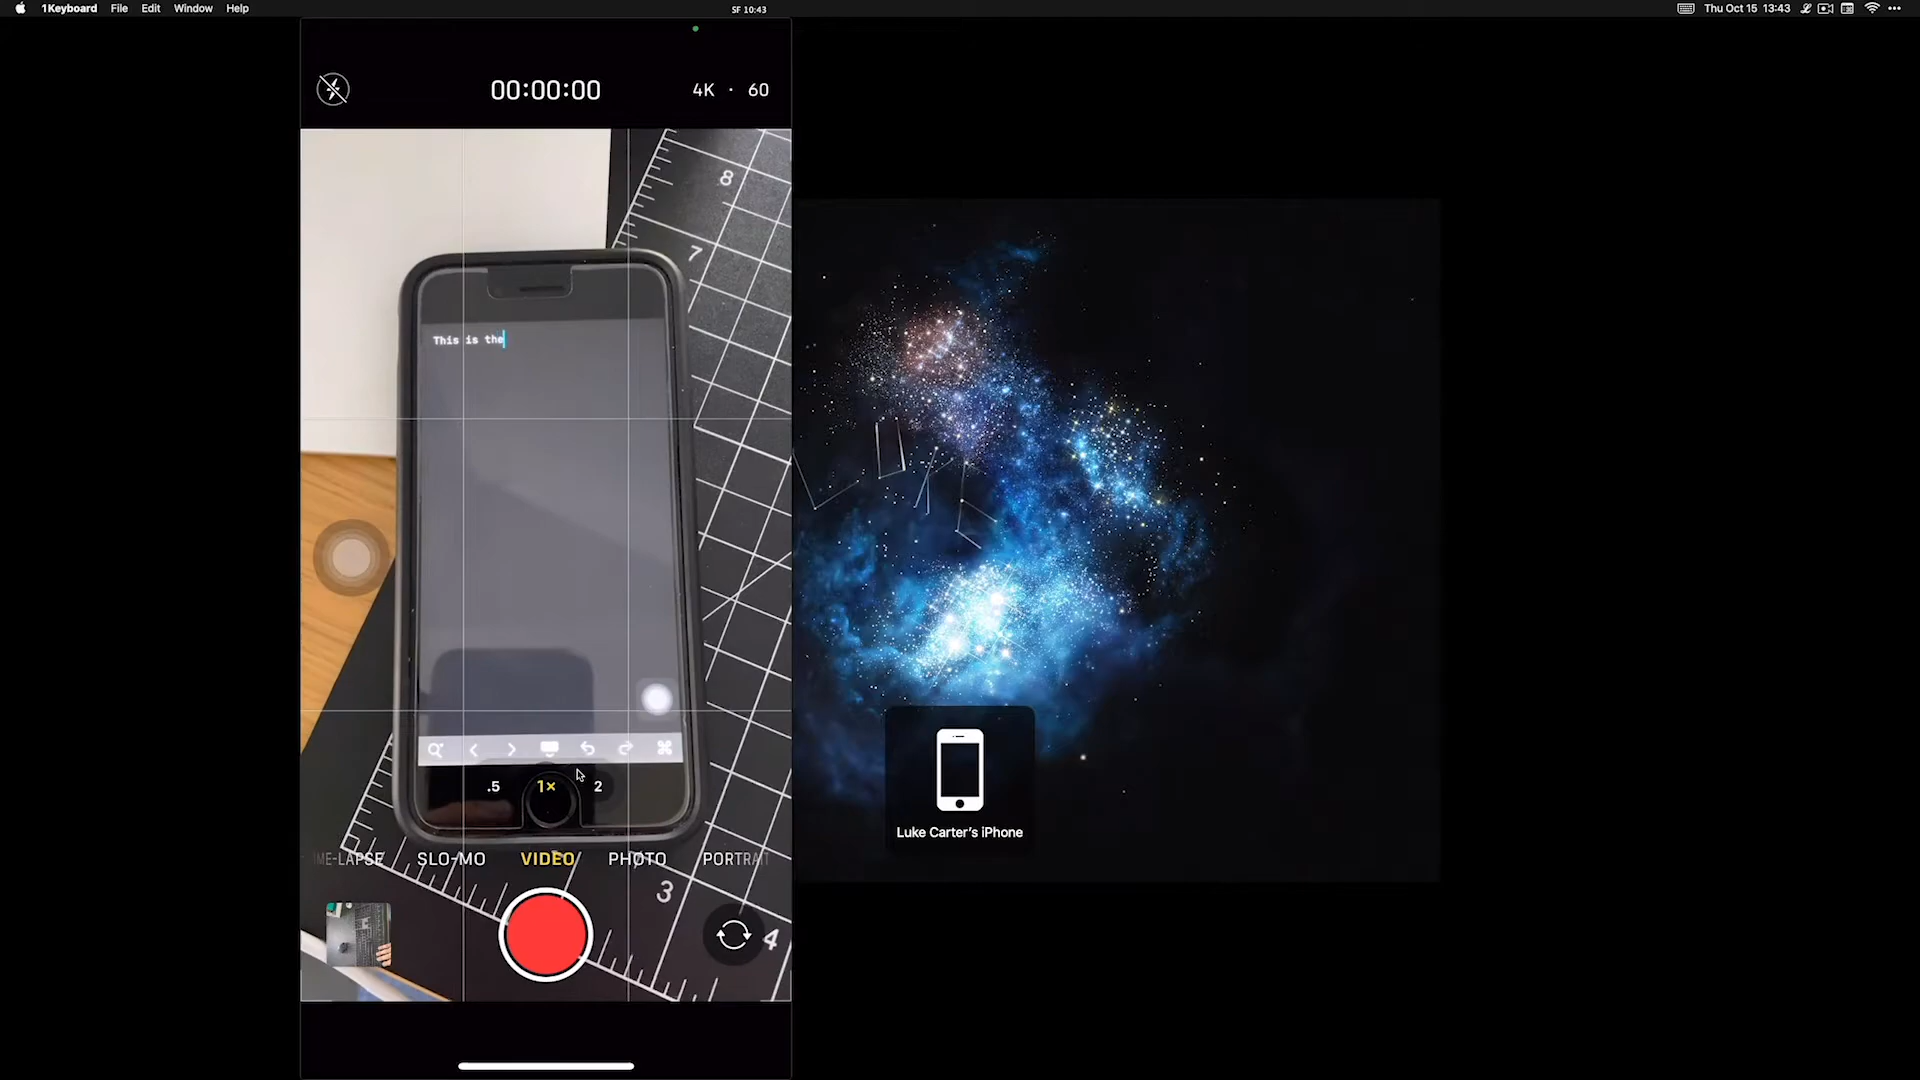 1Keyboard File Edit Window Help
SF 10:43
Thu Oct 15 13:43
00:00:00
4K · 60
8
7
This is the
.5 1× 2
ME-LAPSE SLO-MO VIDEO PHOTO PORTRAIT
3
4
Luke Carter’s iPhone